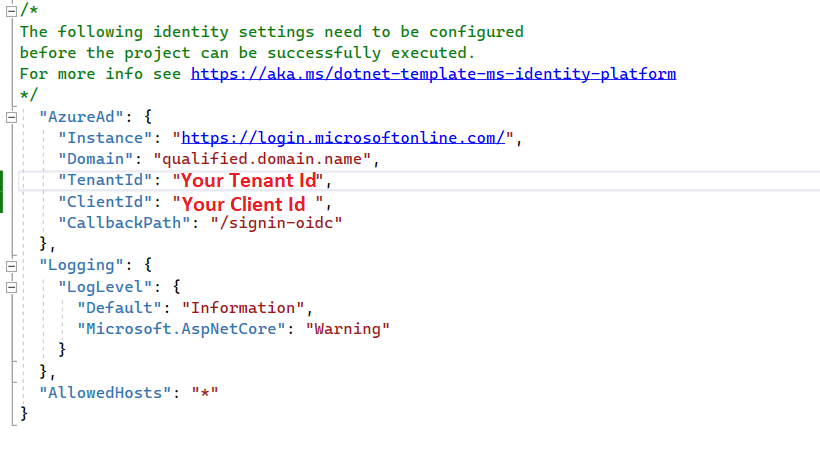 /*
The following identity settings need to be configured
before the project can be successfully executed.
For more info see https://aka.ms/dotnet-template-ms-identity-platform
*/
"AzureAd": {
"Instance": "https://login.microsoftonline.com/",
"Domain": "qualified.domain.name",
"TenantId": "Your Tenant Id",
"ClientId": "Your Client Id ",
"CallbackPath": "/signin-oidc"
},
"Logging": {
"LogLevel": {
"Default": "Information",
"Microsoft.AspNetCore": "Warning"
}
},
"AllowedHosts": "*"
}